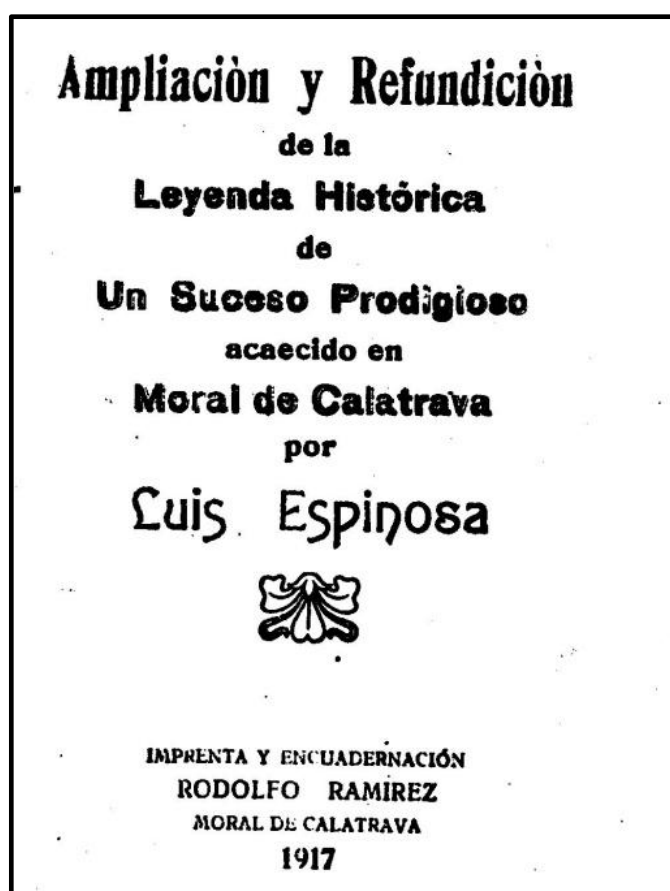 Ampliaciòn y Refundiciòn
de la
Leyenda Histórica
de
Un Suceso Prodigioso
acaecido en
Moral de Calatrava
por
Luis Espinosa
IMPRENTA Y ENCUADERNACIÓN
RODOLFO RAMÍREZ
MORAL DE CALATRAVA
1917